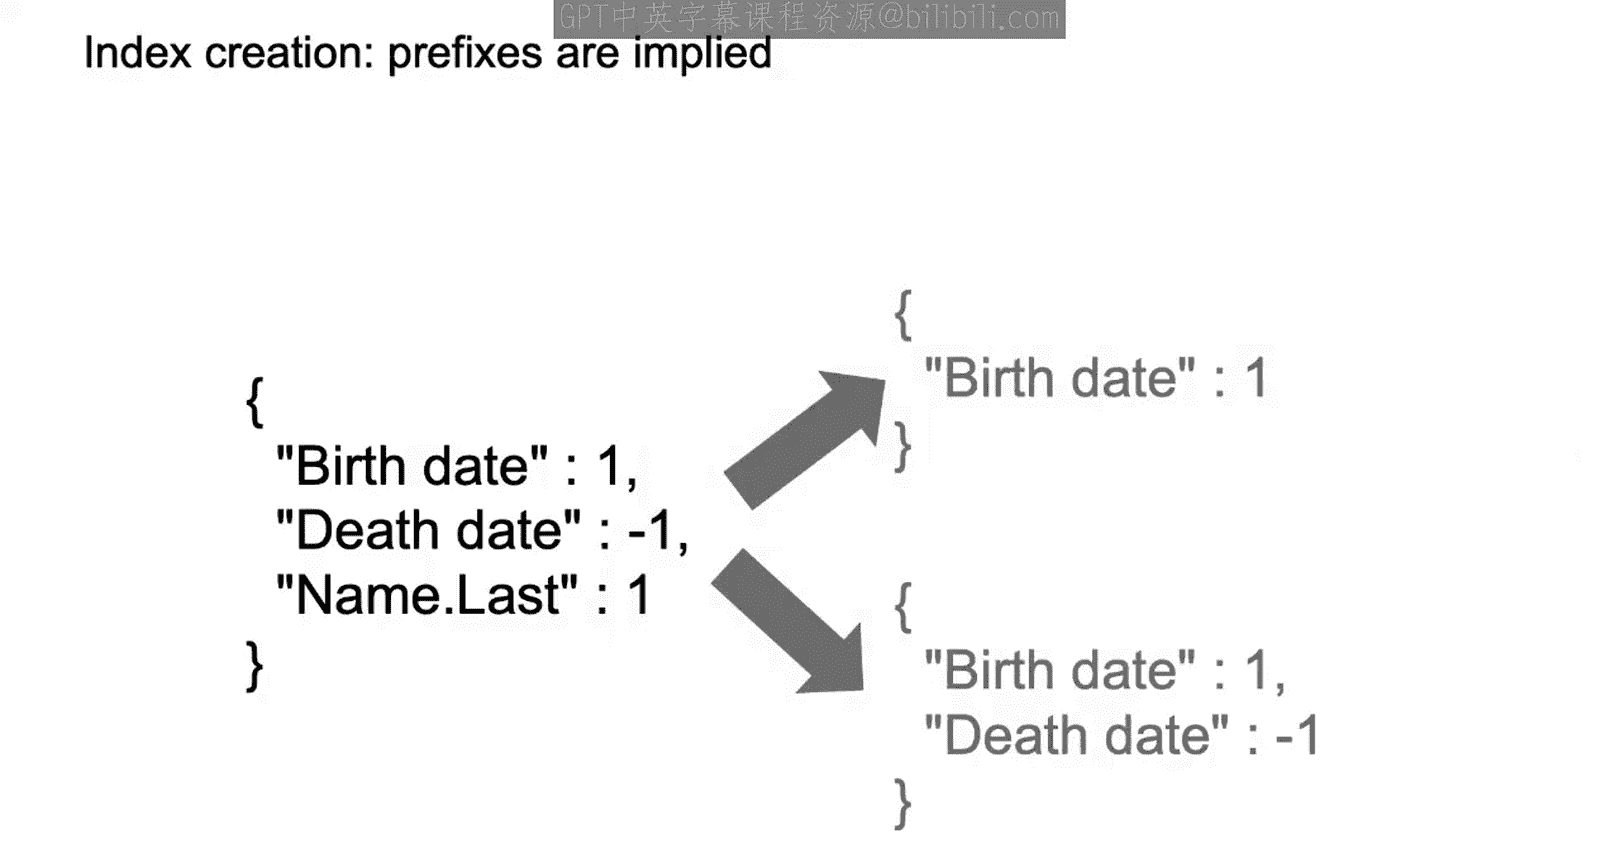 GPT中英字幕课程资源@bilibili.com
Index creation: prefixes are implied
{
"Birth date" : 1,
"Death date" : -1,
"Name.Last" : 1
}
{
"Birth date" : 1
}
{
"Birth date" : 1,
"Death date" : -1
}